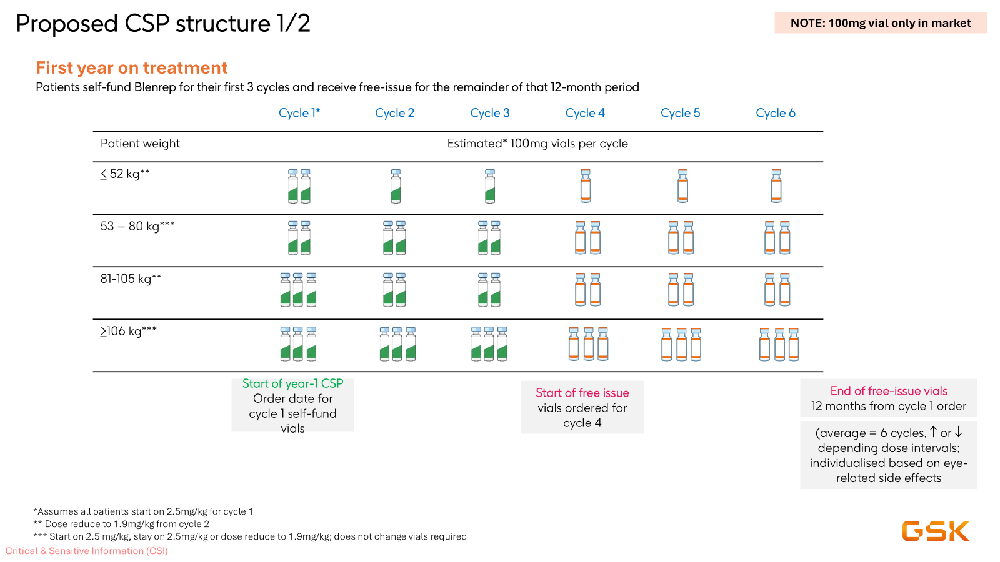 Proposed CSP structure 1/2
NOTE: 100mg vial only in market
First year on treatment
Patients self-fund Blenrep for their first 3 cycles and receive free-issue for the remainder of that 12-month period
Cycle 1* Cycle 2 Cycle 3 Cycle 4 Cycle 5 Cycle 6
Patient weight Estimated* 100mg vials per cycle
≤ 52 kg**
53 – 80 kg***
81-105 kg**
≥106 kg***
Start of year-1 CSP
Order date for
cycle 1 self-fund
vials
Start of free issue
vials ordered for
cycle 4
End of free-issue vials
12 months from cycle 1 order
(average = 6 cycles, ↑ or ↓
depending dose intervals;
individualised based on eye-
related side effects
*Assumes all patients start on 2.5mg/kg for cycle 1
** Dose reduce to 1.9mg/kg from cycle 2
*** Start on 2.5 mg/kg, stay on 2.5mg/kg or dose reduce to 1.9mg/kg; does not change vials required
Critical & Sensitive Information (CSI)
GSK